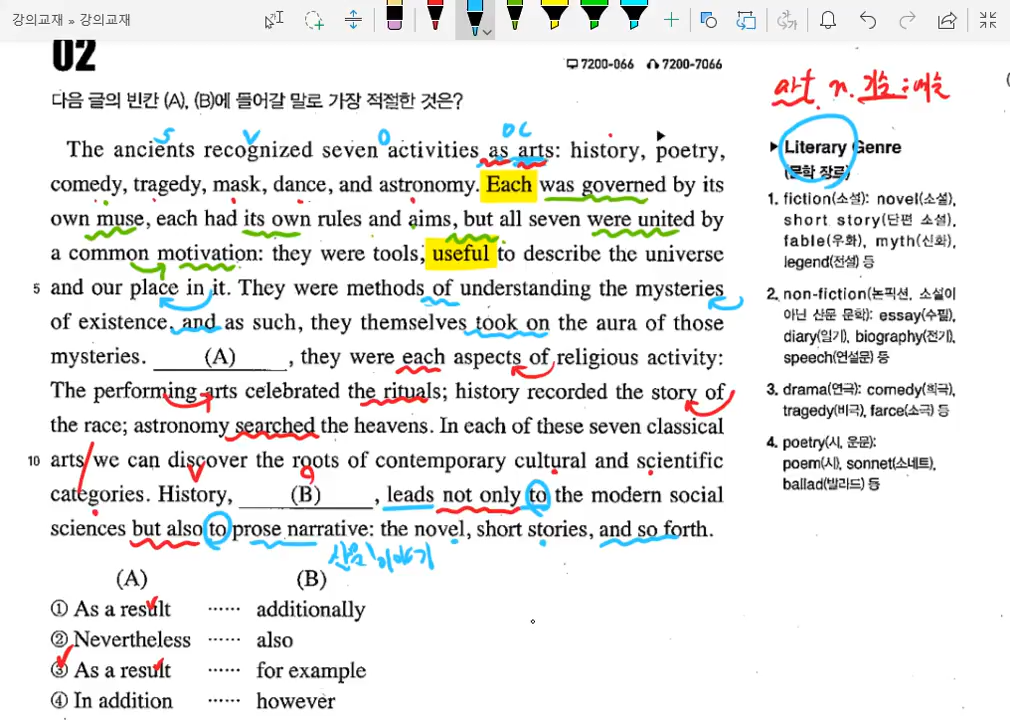 강의교재 » 강의교재
02
7200-066 7200-7066
다음 글의 빈칸 (A), (B)에 들어갈 말로 가장 적절한 것은?
art n. 기술 : 예술
S V O OC
The ancients recognized seven activities as arts: history, poetry,
comedy, tragedy, mask, dance, and astronomy. Each was governed by its
own muse, each had its own rules and aims, but all seven were united by
a common motivation: they were tools, useful to describe the universe
5 and our place in it. They were methods of understanding the mysteries
of existence, and as such, they themselves took on the aura of those
mysteries. (A) , they were each aspects of religious activity:
The performing arts celebrated the rituals; history recorded the story of
the race; astronomy searched the heavens. In each of these seven classical
10 arts we can discover the roots of contemporary cultural and scientific
categories. History, (B) , leads not only to the modern social
sciences but also to prose narrative: the novel, short stories, and so forth.
산문 이야기
(A) (B)
① As a result ······ additionally
② Nevertheless ······ also
③ As a result ······ for example
④ In addition ······ however
▶ Literary Genre
(문학 장르)
1. fiction(소설): novel(소설),
short story(단편 소설),
fable(우화), myth(신화),
legend(전설) 등
2. non-fiction(논픽션, 소설이
아닌 산문 문학): essay(수필),
diary(일기), biography(전기),
speech(연설문) 등
3. drama(연극): comedy(희극),
tragedy(비극), farce(소극) 등
4. poetry(시, 운문):
poem(시), sonnet(소네트),
ballad(발라드) 등